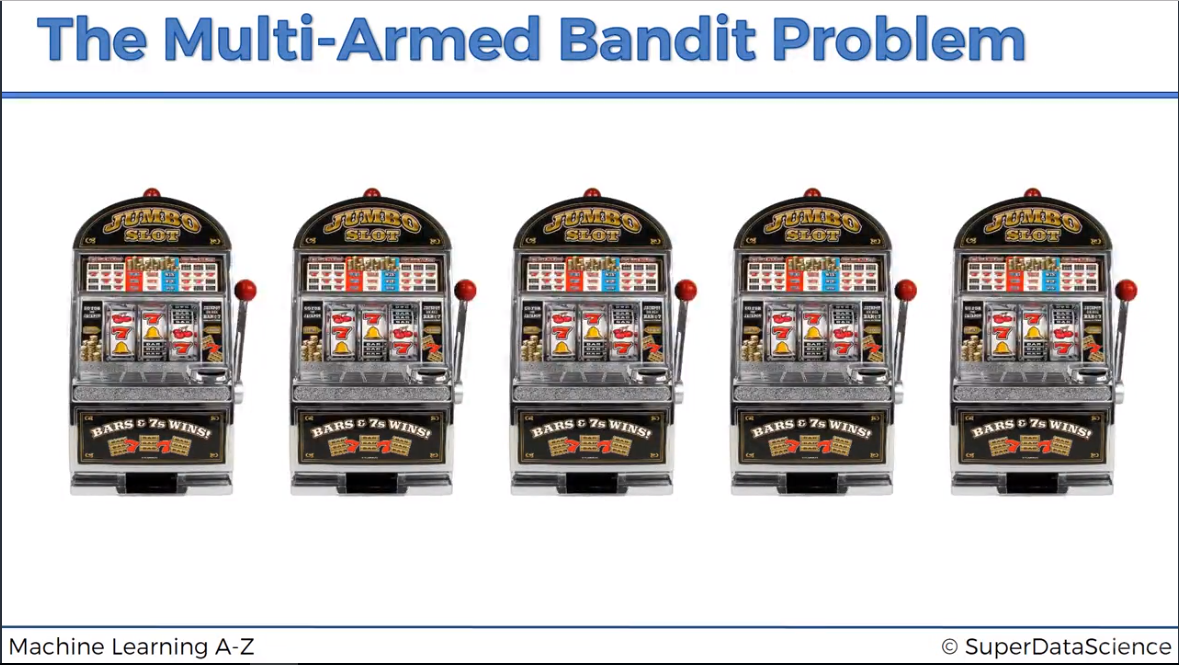 The Multi-Armed Bandit Problem
JUMBO JUMBO JUMBO JUMBO JUMBO
SLOT SLOT SLOT SLOT SLOT
BARS & 7s WINS! BARS & 7s WINS! BARS & 7s WINS! BARS & 7s WINS! BARS & 7s WINS!
Machine Learning A-Z © SuperDataScience